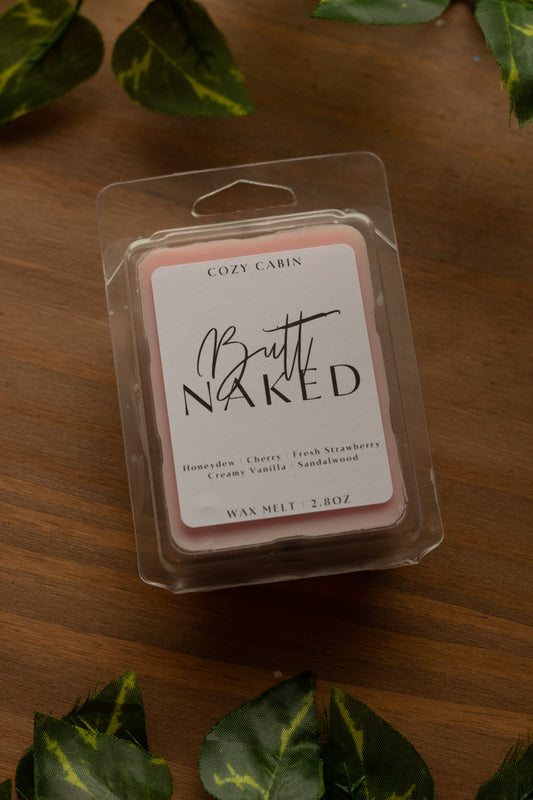 COZY CABIN
Butt
NAKED
Honeydew | Cherry | Fresh Strawberry
Creamy Vanilla | Sandalwood
WAX MELT | 2.8OZ